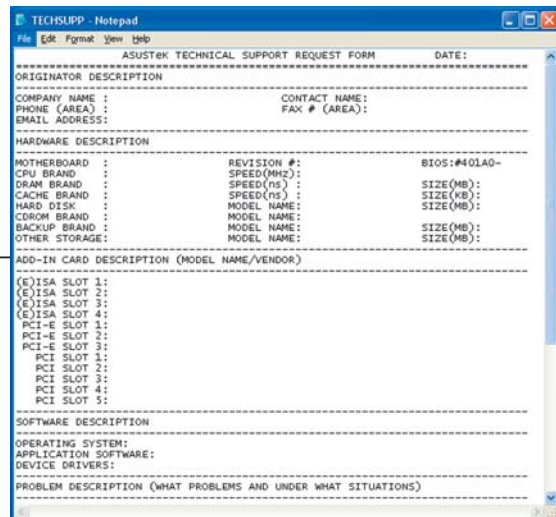 TECHSUPP - Notepad
File Edit Format View Help
ASUSTeK TECHNICAL SUPPORT REQUEST FORM DATE:
ORIGINATOR DESCRIPTION
COMPANY NAME : CONTACT NAME:
PHONE (AREA) : FAX # (AREA):
EMAIL ADDRESS:
HARDWARE DESCRIPTION
MOTHERBOARD : REVISION #: BIOS:#401A0-
CPU BRAND : SPEED(MHz):
DRAM BRAND : SPEED(ns) : SIZE(MB):
CACHE BRAND : SPEED(ns) : SIZE(KB):
HARD DISK : MODEL NAME: SIZE(MB):
CDROM BRAND : MODEL NAME:
BACKUP BRAND : MODEL NAME: SIZE(MB):
OTHER STORAGE: MODEL NAME: SIZE(MB):
ADD-IN CARD DESCRIPTION (MODEL NAME/VENDOR)
(E)ISA SLOT 1:
(E)ISA SLOT 2:
(E)ISA SLOT 3:
(E)ISA SLOT 4:
PCI-E SLOT 1:
PCI-E SLOT 2:
PCI-E SLOT 3:
PCI SLOT 1:
PCI SLOT 2:
PCI SLOT 3:
PCI SLOT 4:
PCI SLOT 5:
SOFTWARE DESCRIPTION
OPERATING SYSTEM:
APPLICATION SOFTWARE:
DEVICE DRIVERS:
PROBLEM DESCRIPTION (WHAT PROBLEMS AND UNDER WHAT SITUATIONS)